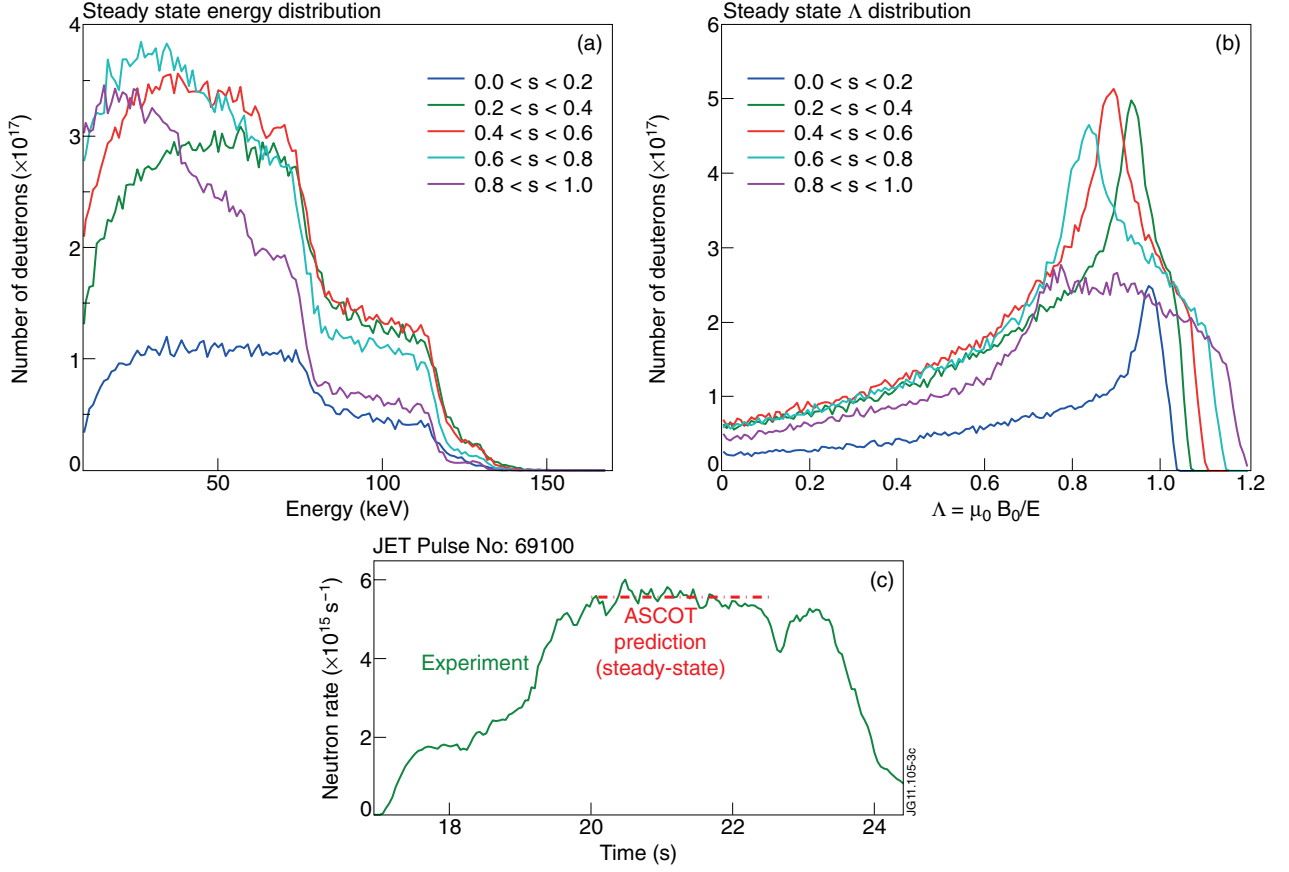 Steady state energy distribution
(a)
0.0 < s < 0.2
0.2 < s < 0.4
0.4 < s < 0.6
0.6 < s < 0.8
0.8 < s < 1.0
Number of deuterons (×10¹⁷)
4
3
2
1
0
50
100
150
Energy (keV)
Steady state Λ distribution
(b)
0.0 < s < 0.2
0.2 < s < 0.4
0.4 < s < 0.6
0.6 < s < 0.8
0.8 < s < 1.0
Number of deuterons (×10¹⁷)
6
5
4
3
2
1
0
0
0.2
0.4
0.6
0.8
1.0
1.2
Λ = μ₀ B₀/E
JET Pulse No: 69100
(c)
Neutron rate (×10¹⁵ s⁻¹)
6
4
2
0
Experiment
ASCOT
prediction
(steady-state)
18
20
22
24
Time (s)
JG11.105-3c